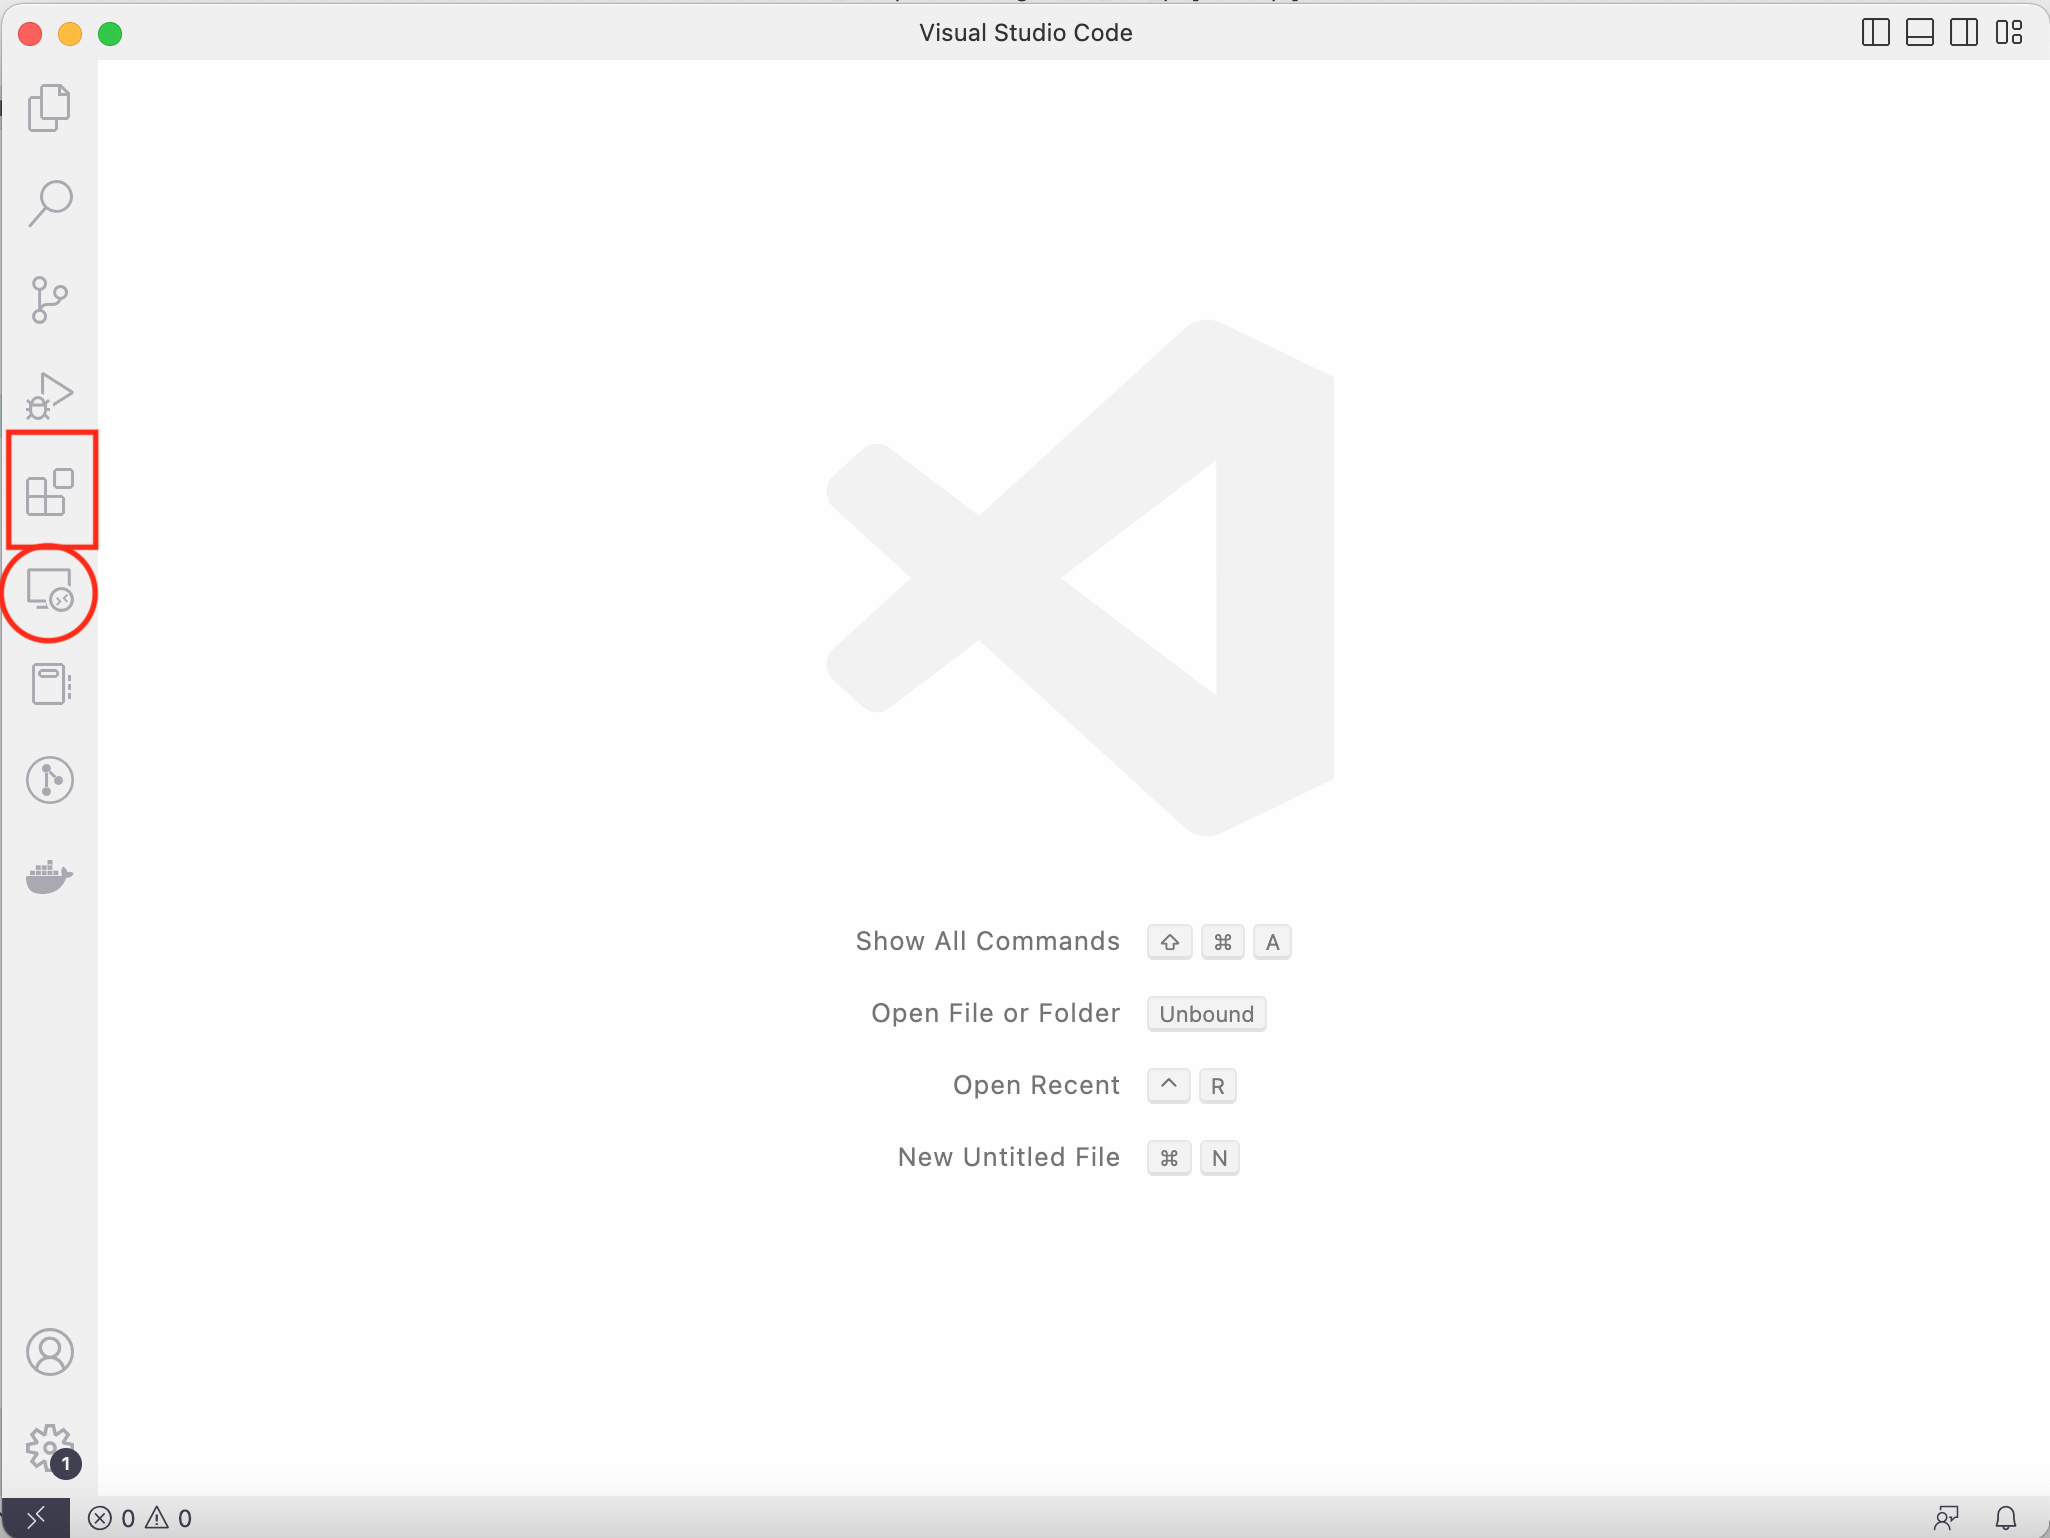 Visual Studio Code
Show All Commands ⇧ ⌘ A
Open File or Folder Unbound
Open Recent ^ R
New Untitled File ⌘ N
1
0 0